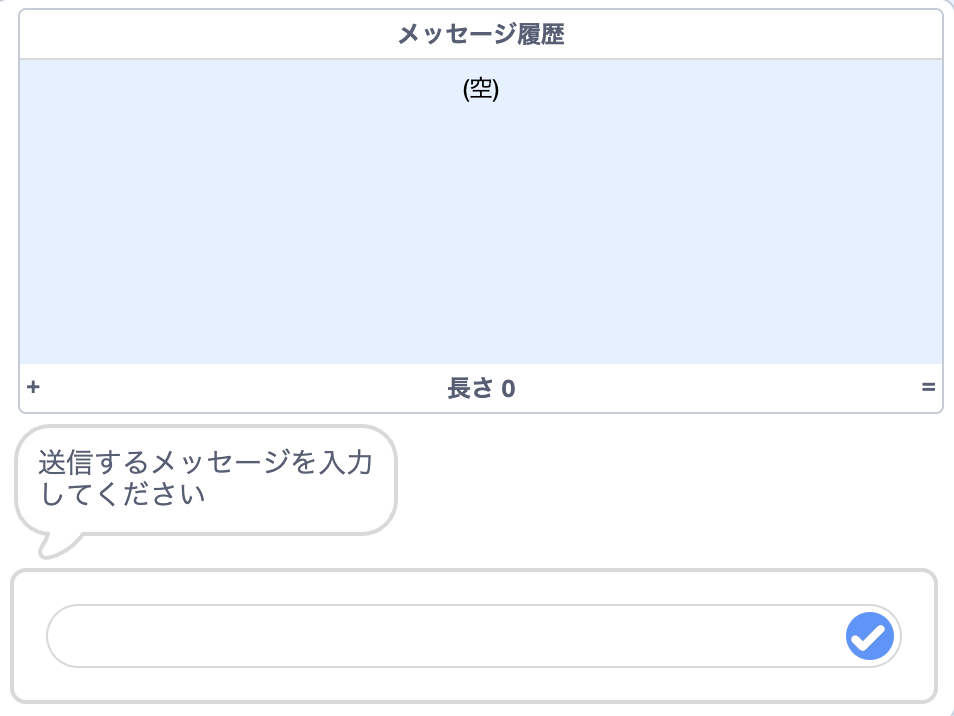 メッセージ履歴
(空)
+ 長さ 0 =
送信するメッセージを入力
してください